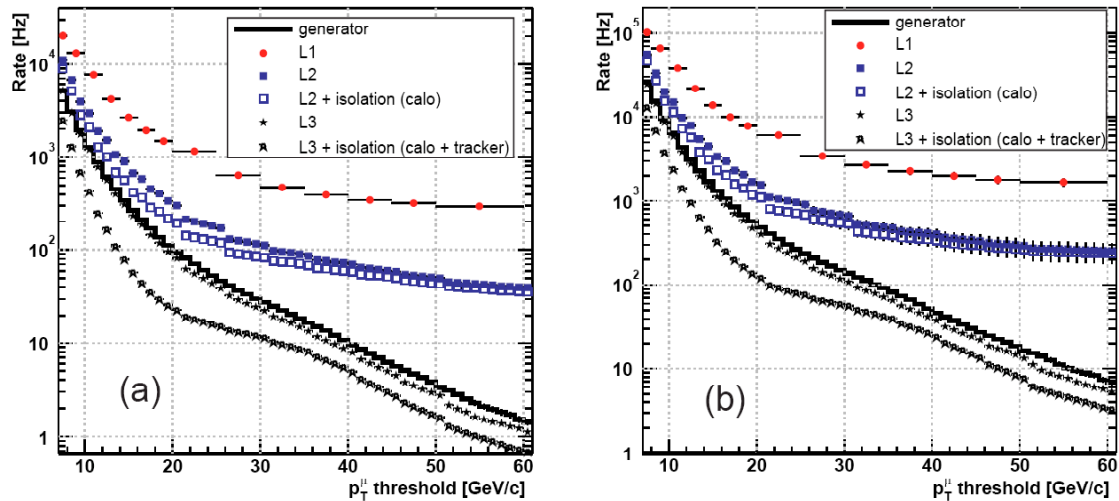 Rate [Hz]
10⁴
10³
10²
10
1
generator
L1
L2
L2 + isolation (calo)
L3
L3 + isolation (calo + tracker)
(a)
10 20 30 40 50 60
p_T^μ threshold [GeV/c]
Rate [Hz]
10⁵
10⁴
10³
10²
10
1
generator
L1
L2
L2 + isolation (calo)
L3
L3 + isolation (calo + tracker)
(b)
10 20 30 40 50 60
p_T^μ threshold [GeV/c]